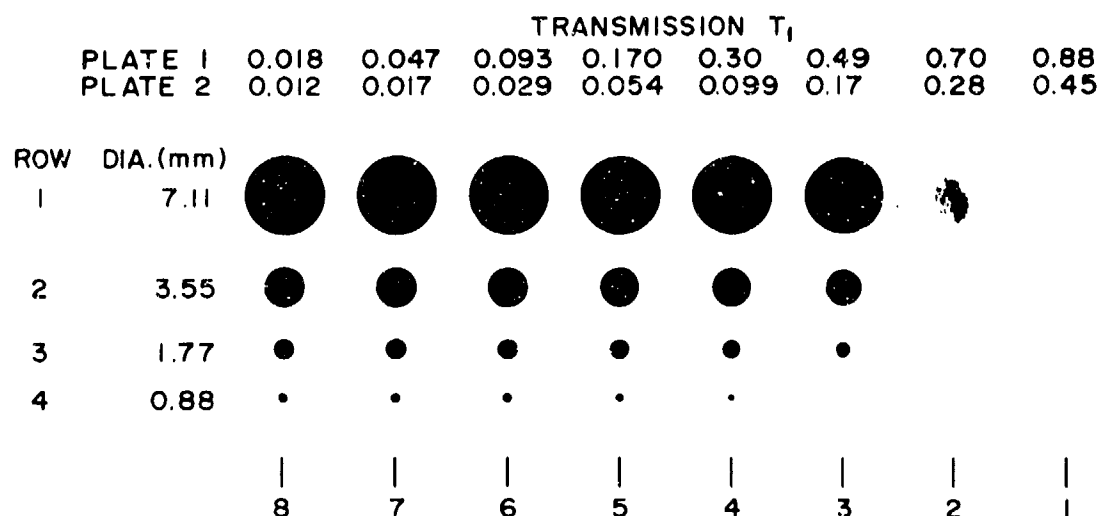 TRANSMISSION T₁
PLATE 1 0.018 0.047 0.093 0.170 0.30 0.49 0.70 0.88
PLATE 2 0.012 0.017 0.029 0.054 0.099 0.17 0.28 0.45
ROW DIA.(mm)
1 7.11
2 3.55
3 1.77
4 0.88
8 7 6 5 4 3 2 1